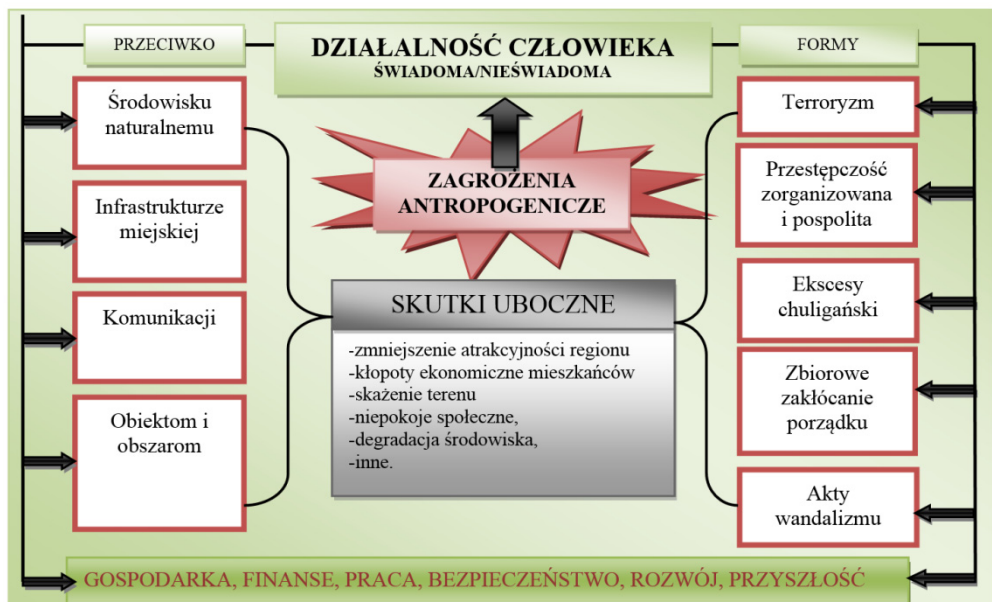 PRZECIWKO
DZIAŁALNOŚĆ CZŁOWIEKA
ŚWIADOMA/NIEŚWIADOMA
FORMY
Środowisku
naturalnemu
Infrastrukturze
miejskiej
Komunikacji
Obiektom i
obszarom
ZAGROŻENIA
ANTROPOGENICZE
SKUTKI UBOCZNE
-zmniejszenie atrakcyjności regionu
-kłopoty ekonomiczne mieszkańców
-skażenie terenu
-niepokoje społeczne,
-degradacja środowiska,
-inne.
Terroryzm
Przestępczość
zorganizowana
i pospolita
Ekscesy
chuligański
Zbiorowe
zakłócanie
porządku
Akty
wandalizmu
GOSPODARKA, FINANSE, PRACA, BEZPIECZEŃSTWO, ROZWÓJ, PRZYSZŁOŚĆ